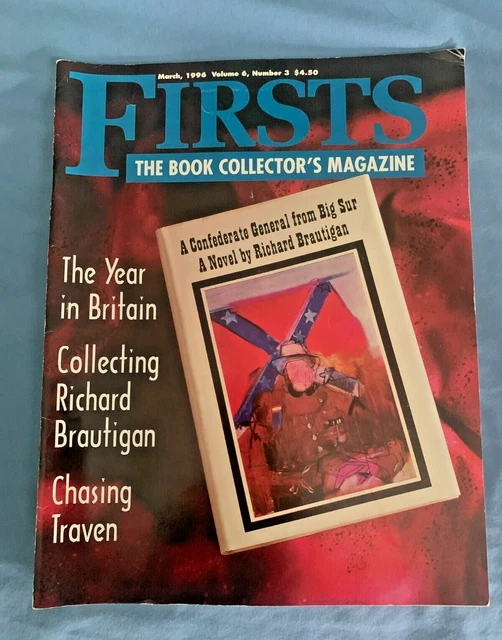 March, 1996 Volume 6, Number 3 $4.50
FIRSTS
THE BOOK COLLECTOR'S MAGAZINE
A Confederate General from Big Sur
A Novel by Richard Brautigan
The Year
in Britain
Collecting
Richard
Brautigan
Chasing
Traven